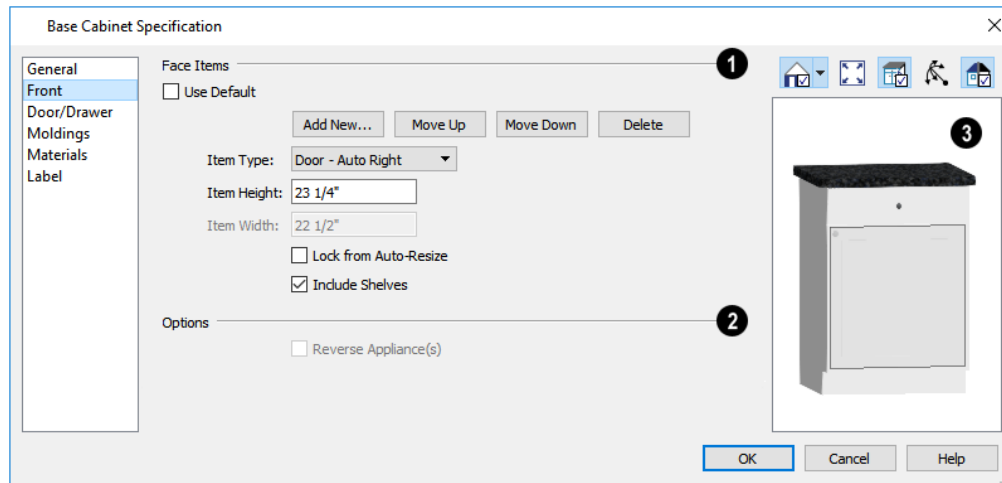 Base Cabinet Specification
General
Front
Door/Drawer
Moldings
Materials
Label
Face Items
1
Use Default
Add New...
Move Up
Move Down
Delete
Item Type:
Door - Auto Right
Item Height:
23 1/4"
Item Width:
22 1/2"
Lock from Auto-Resize
Include Shelves
Options
2
Reverse Appliance(s)
3
OK
Cancel
Help